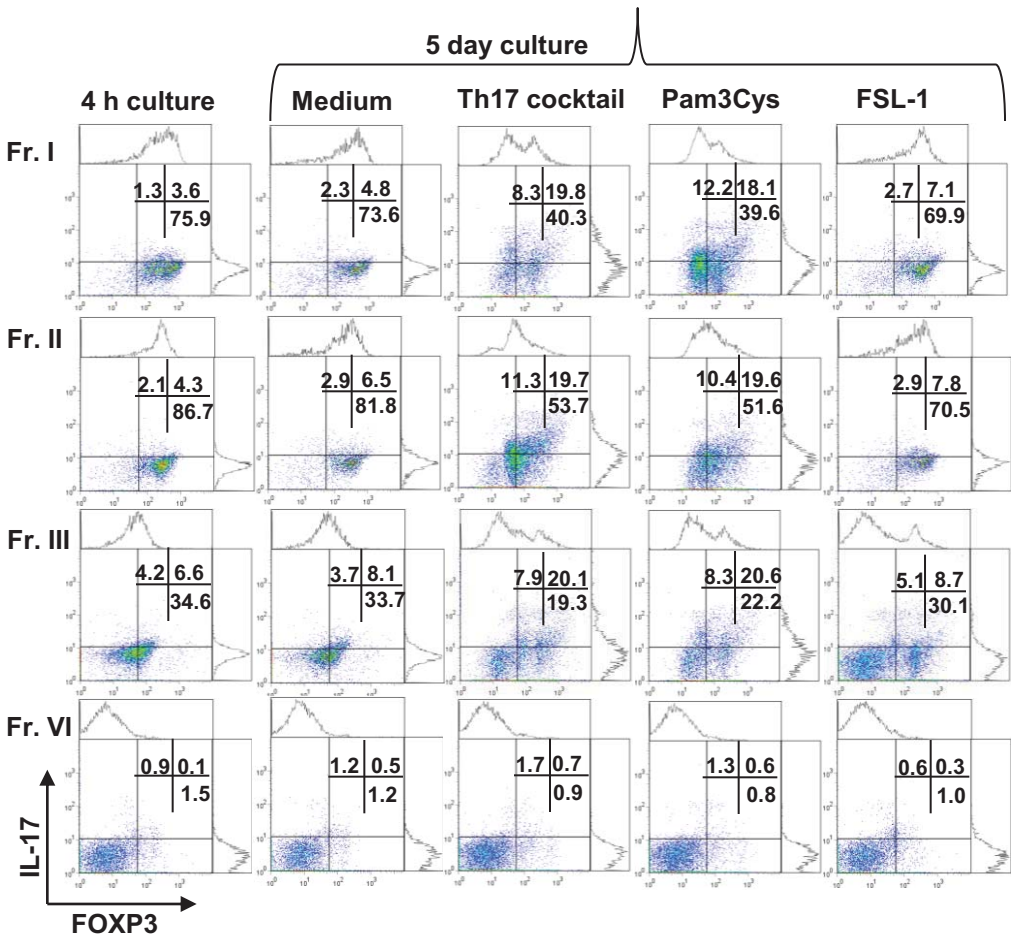 5 day culture
4 h culture Medium Th17 cocktail Pam3Cys FSL-1
Fr. I
1.3 3.6 2.3 4.8 8.3 19.8 12.2 18.1 2.7 7.1
75.9 73.6 40.3 39.6 69.9
Fr. II
2.1 4.3 2.9 6.5 11.3 19.7 10.4 19.6 2.9 7.8
86.7 81.8 53.7 51.6 70.5
Fr. III
4.2 6.6 3.7 8.1 7.9 20.1 8.3 20.6 5.1 8.7
34.6 33.7 19.3 22.2 30.1
Fr. VI
0.9 0.1 1.2 0.5 1.7 0.7 1.3 0.6 0.6 0.3
1.5 1.2 0.9 0.8 1.0
IL-17
FOXP3